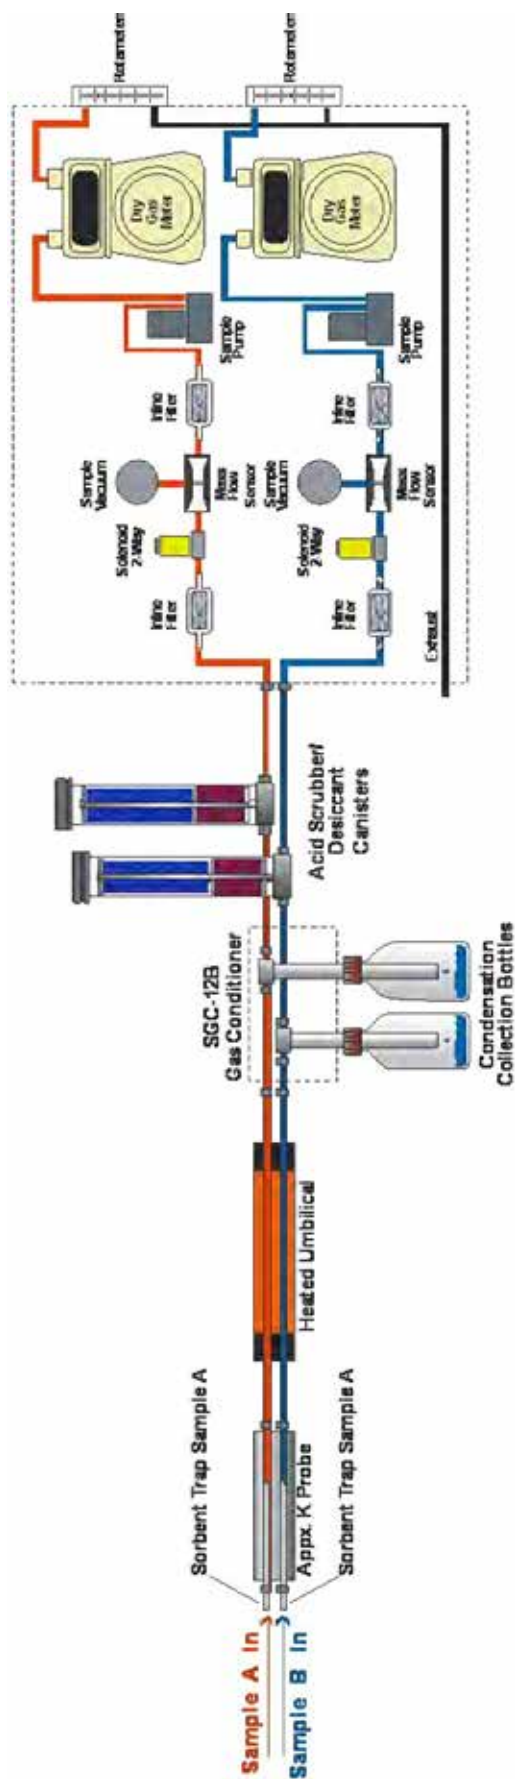 Sample A In
Sample B In
Sorbent Trap Sample A
Appx. K Probe
Sorbent Trap Sample A
Heated Umbilical
SGC-12B
Gas Conditioner
Condensation
Collection Bottles
Acid Scrubber/
Desiccant
Canisters
Inline
Filter
Solenoid
2-Way
Sample
Vacuum
Mass
Flow
Sensor
Inline
Filter
Sample
Pump
Dry
Gas
Meter
Rotameters
Inline
Filter
Solenoid
2-Way
Sample
Vacuum
Mass
Flow
Sensor
Inline
Filter
Sample
Pump
Dry
Gas
Meter
Rotameters
Exhaust